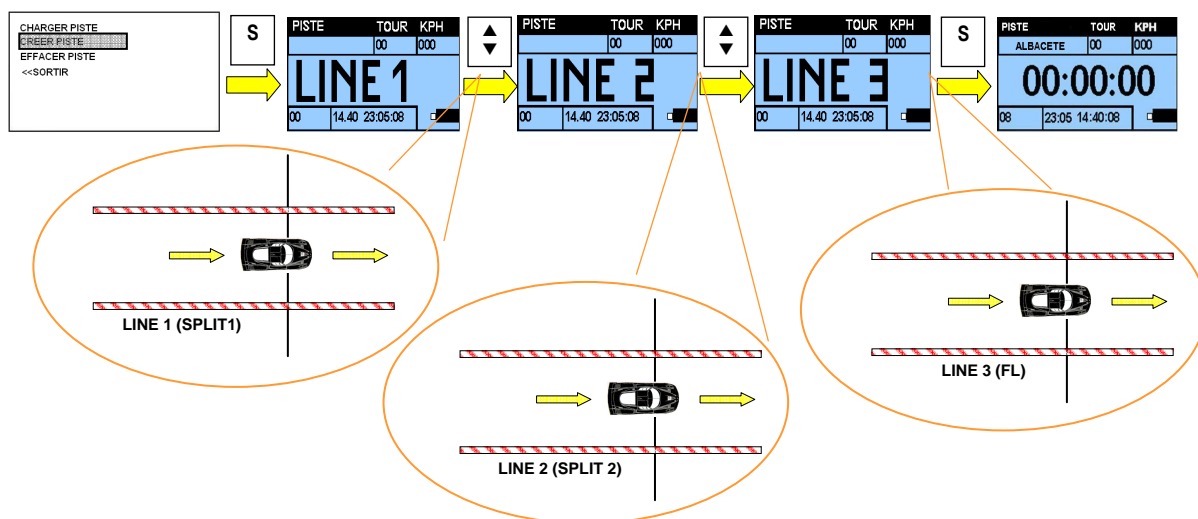 CHARGER PISTE
CREER PISTE
EFFACER PISTE
<<SORTIR
S
PISTE TOUR KPH
00 000
LINE 1
00 14.40 23:05:08
PISTE TOUR KPH
00 000
LINE 2
00 14.40 23:05:08
PISTE TOUR KPH
00 000
LINE 3
00 14.40 23:05:08
S
PISTE TOUR KPH
ALBACETE 00 000
00:00:00
08 23:05 14:40:08
LINE 1 (SPLIT1)
LINE 2 (SPLIT 2)
LINE 3 (FL)